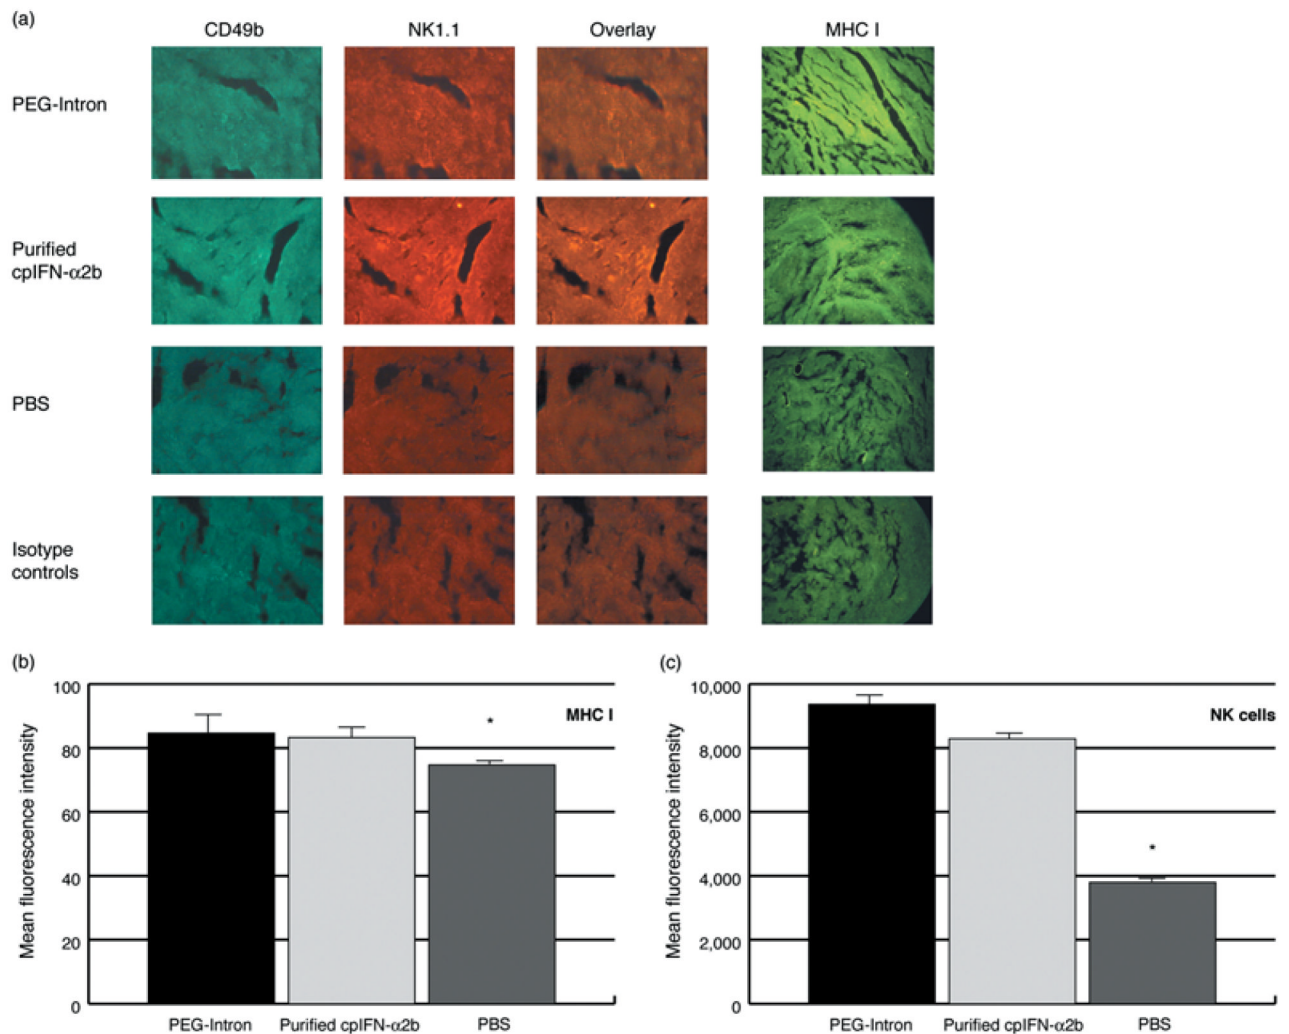 (a)
CD49b NK1.1 Overlay MHC I
PEG-Intron
Purified
cpIFN-α2b
PBS
Isotype
controls
(b)
Mean fluorescence intensity
100
80
60
40
20
0
MHC I
*
PEG-Intron Purified cpIFN-α2b PBS
(c)
Mean fluorescence intensity
10,000
8,000
6,000
4,000
2,000
0
NK cells
*
PEG-Intron Purified cpIFN-α2b PBS